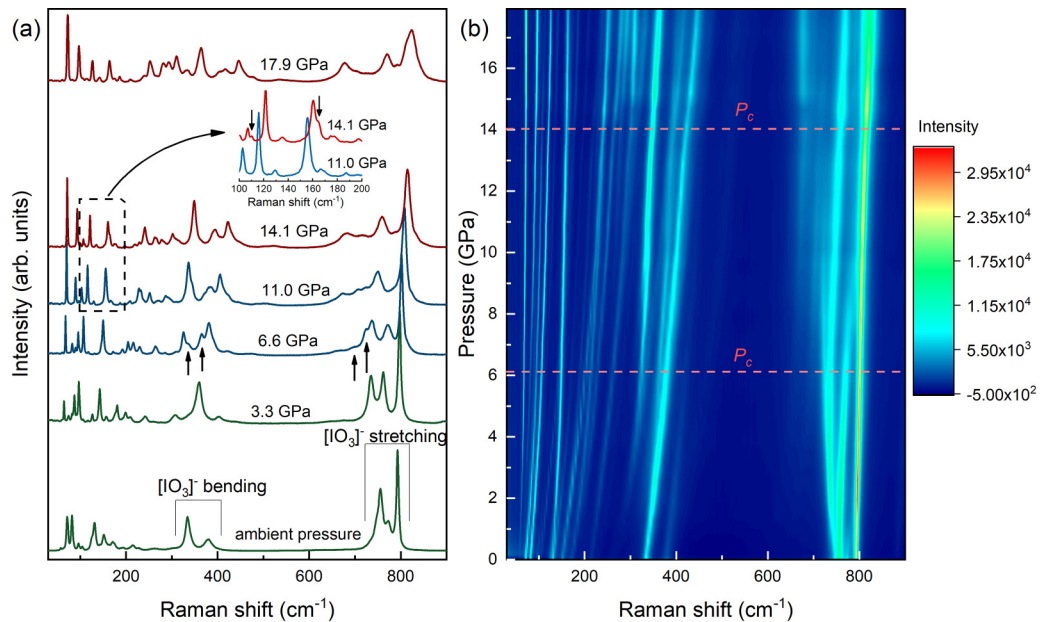 (a)
17.9 GPa
14.1 GPa
11.0 GPa
100 120 140 160 180 200
Raman shift (cm⁻¹)
14.1 GPa
11.0 GPa
6.6 GPa
3.3 GPa
[IO₃]⁻ stretching
[IO₃]⁻ bending
ambient pressure
200 400 600 800
Raman shift (cm⁻¹)
Intensity (arb. units)
(b)
P_c
P_c
16
14
12
10
8
6
4
2
0
Pressure (GPa)
200 400 600 800
Raman shift (cm⁻¹)
Intensity
2.95x10⁴
2.35x10⁴
1.75x10⁴
1.15x10⁴
5.50x10³
-5.00x10²